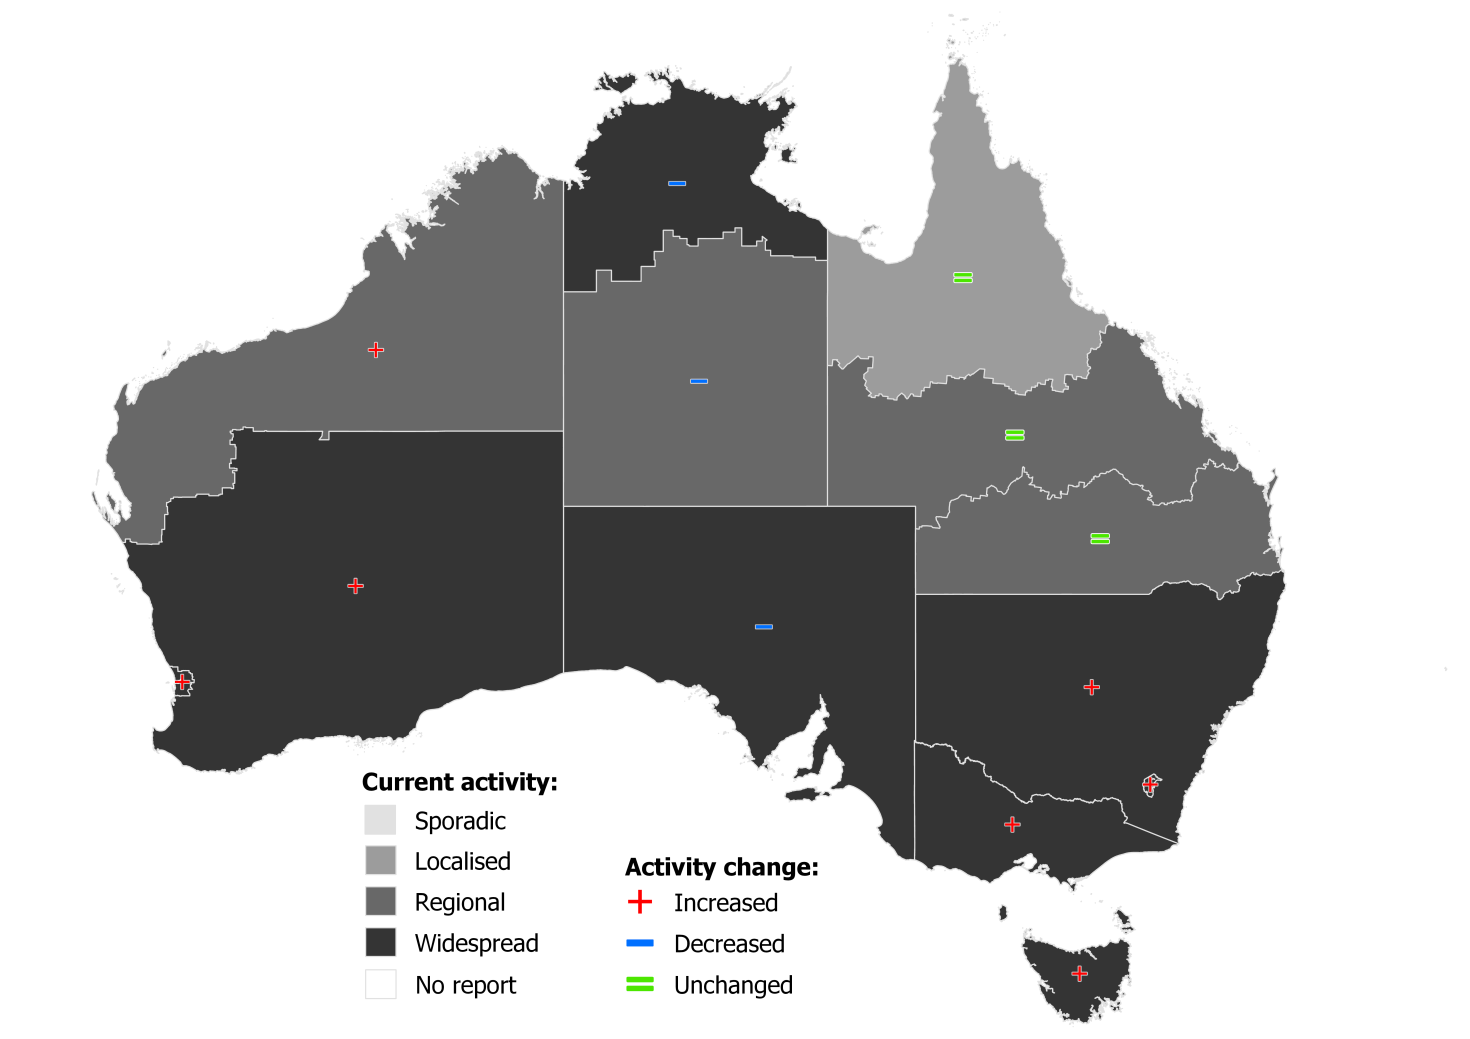 Current activity:
Sporadic
Localised
Regional
Widespread
No report
Activity change:
Increased
Decreased
Unchanged